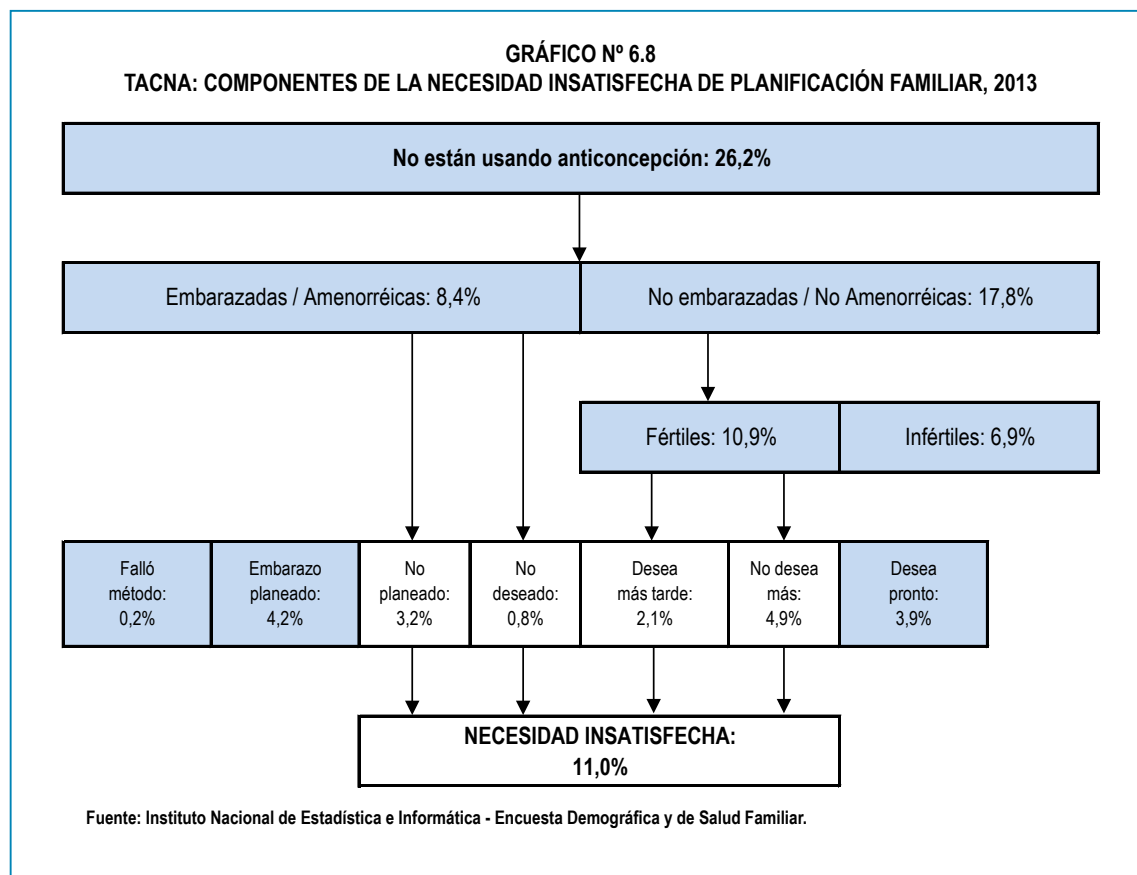 GRÁFICO Nº 6.8
TACNA: COMPONENTES DE LA NECESIDAD INSATISFECHA DE PLANIFICACIÓN FAMILIAR, 2013
No están usando anticoncepción: 26,2%
Embarazadas / Amenorréicas: 8,4%
No embarazadas / No Amenorréicas: 17,8%
Fértiles: 10,9%
Infértiles: 6,9%
Falló
método:
0,2%
Embarazo
planeado:
4,2%
No
planeado:
3,2%
No
deseado:
0,8%
Desea
más tarde:
2,1%
No desea
más:
4,9%
Desea
pronto:
3,9%
NECESIDAD INSATISFECHA:
11,0%
Fuente: Instituto Nacional de Estadística e Informática - Encuesta Demográfica y de Salud Familiar.